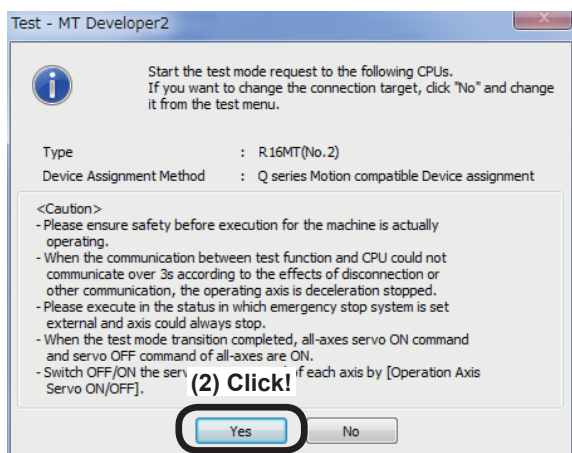 Test - MT Developer2
Start the test mode request to the following CPUs.
If you want to change the connection target, click "No" and change
it from the test menu.
Type : R16MT(No.2)
Device Assignment Method : Q series Motion compatible Device assignment
<Caution>
- Please ensure safety before execution for the machine is actually
operating.
- When the communication between test function and CPU could not
communicate over 3s according to the effects of disconnection or
other communication, the operating axis is deceleration stopped.
- Please execute in the status in which emergency stop system is set
external and axis could always stop.
- When the test mode transition completed, all-axes servo ON command
and servo OFF command of all-axes are ON.
- Switch OFF/ON the ser of each axis by [Operation Axis
Servo ON/OFF].
(2) Click!
Yes No